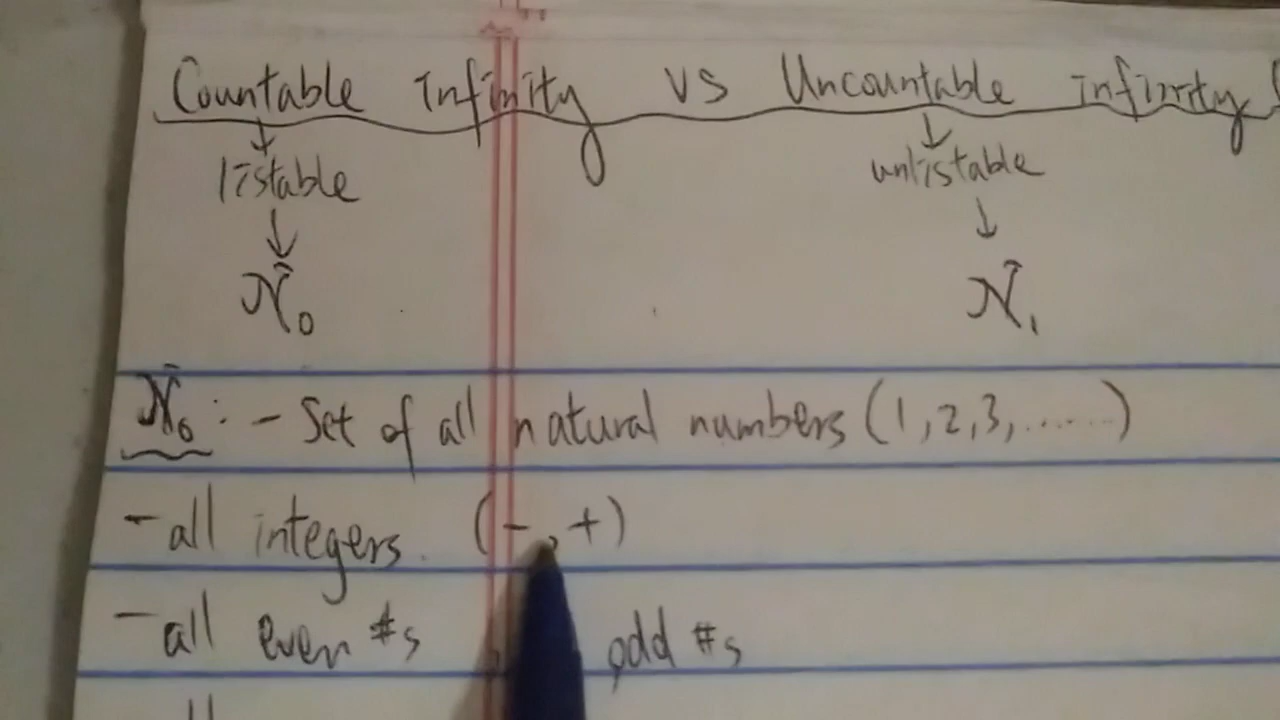 Countable Infinity vs Uncountable infinity
listable unlistable
ℵ₀ ℵ₁
ℵ₀ : - Set of all natural numbers (1,2,3,......)
- all integers. (-,+)
- all even #s odd #s